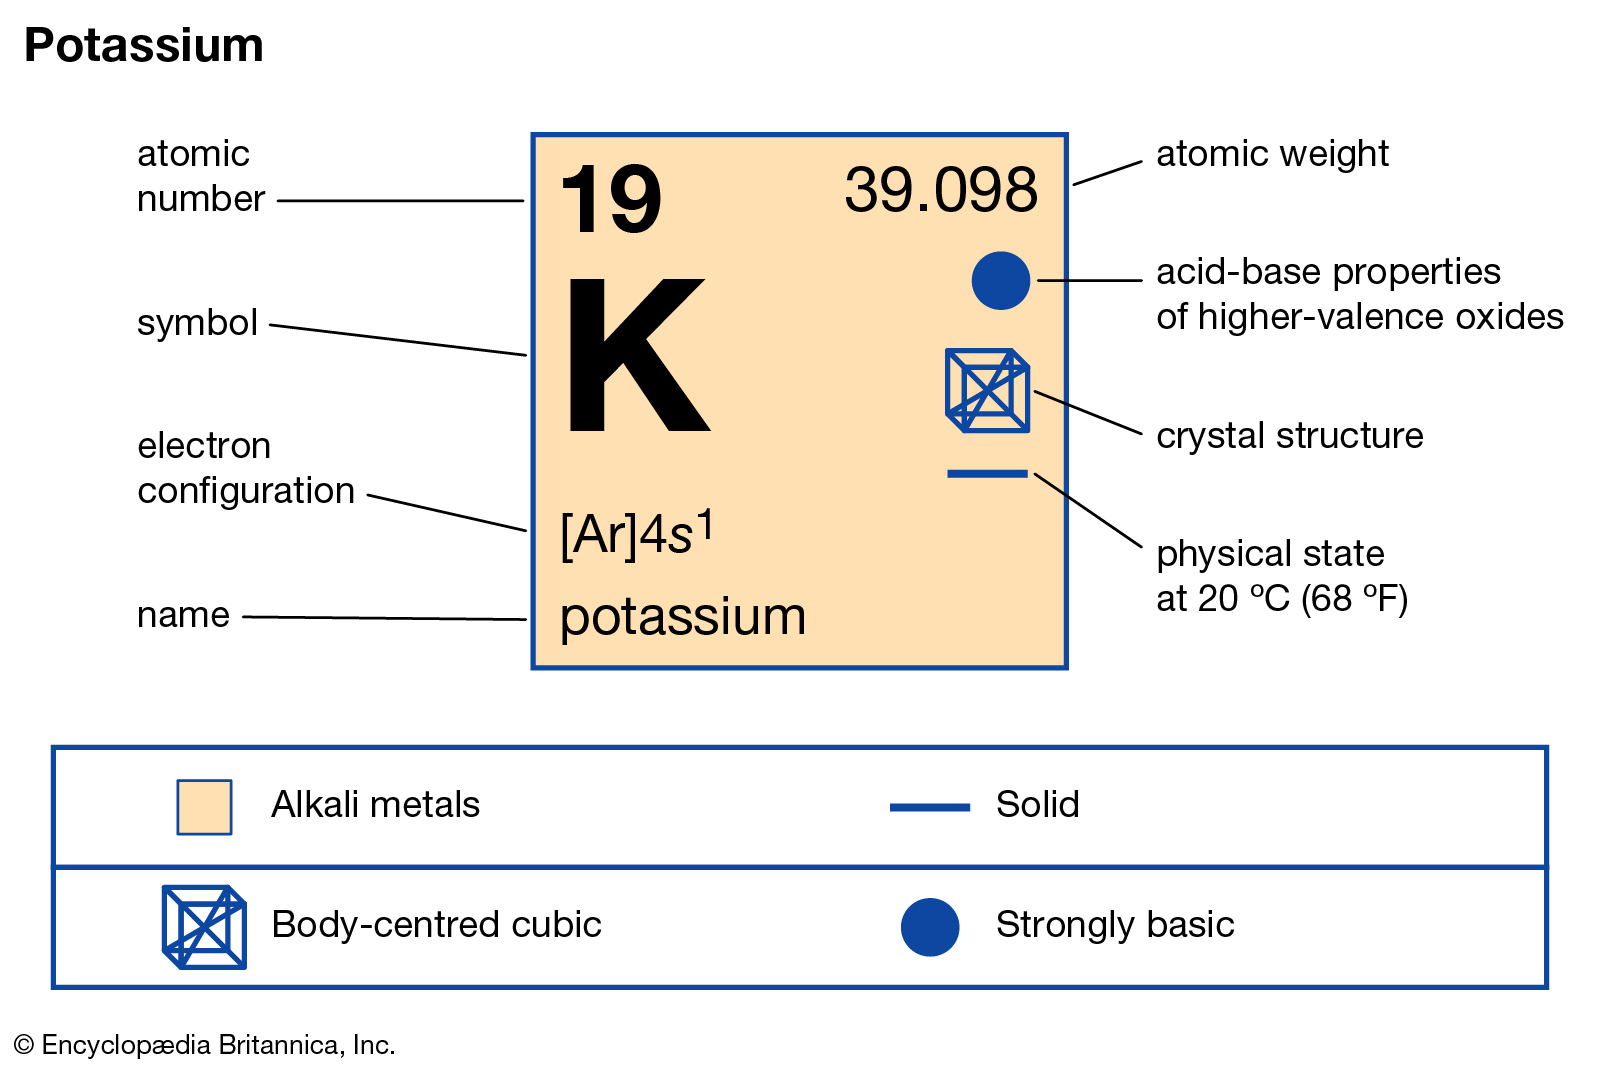 Potassium
atomic
number
symbol
electron
configuration
name
19
39.098
K
[Ar]4s¹
potassium
atomic weight
acid-base properties
of higher-valence oxides
crystal structure
physical state
at 20 ºC (68 ºF)
Alkali metals
Solid
Body-centred cubic
Strongly basic
© Encyclopædia Britannica, Inc.